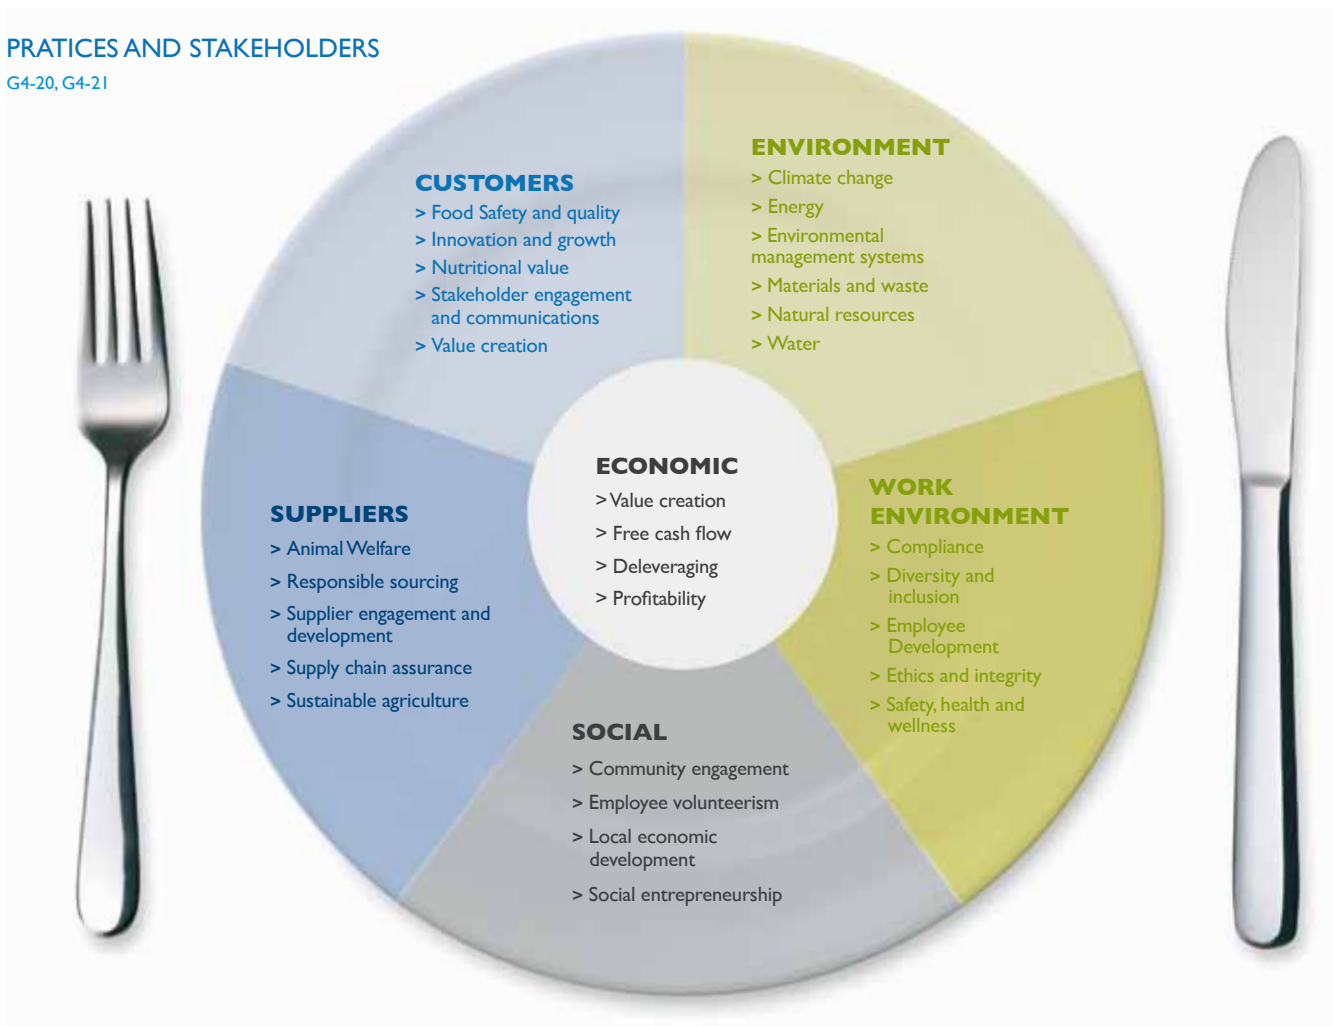 PRATICES AND STAKEHOLDERS
G4-20, G4-21
CUSTOMERS
> Food Safety and quality
> Innovation and growth
> Nutritional value
> Stakeholder engagement
and communications
> Value creation
ENVIRONMENT
> Climate change
> Energy
> Environmental
management systems
> Materials and waste
> Natural resources
> Water
ECONOMIC
> Value creation
> Free cash flow
> Deleveraging
> Profitability
SUPPLIERS
> Animal Welfare
> Responsible sourcing
> Supplier engagement and
development
> Supply chain assurance
> Sustainable agriculture
WORK
ENVIRONMENT
> Compliance
> Diversity and
inclusion
> Employee
Development
> Ethics and integrity
> Safety, health and
wellness
SOCIAL
> Community engagement
> Employee volunteerism
> Local economic
development
> Social entrepreneurship